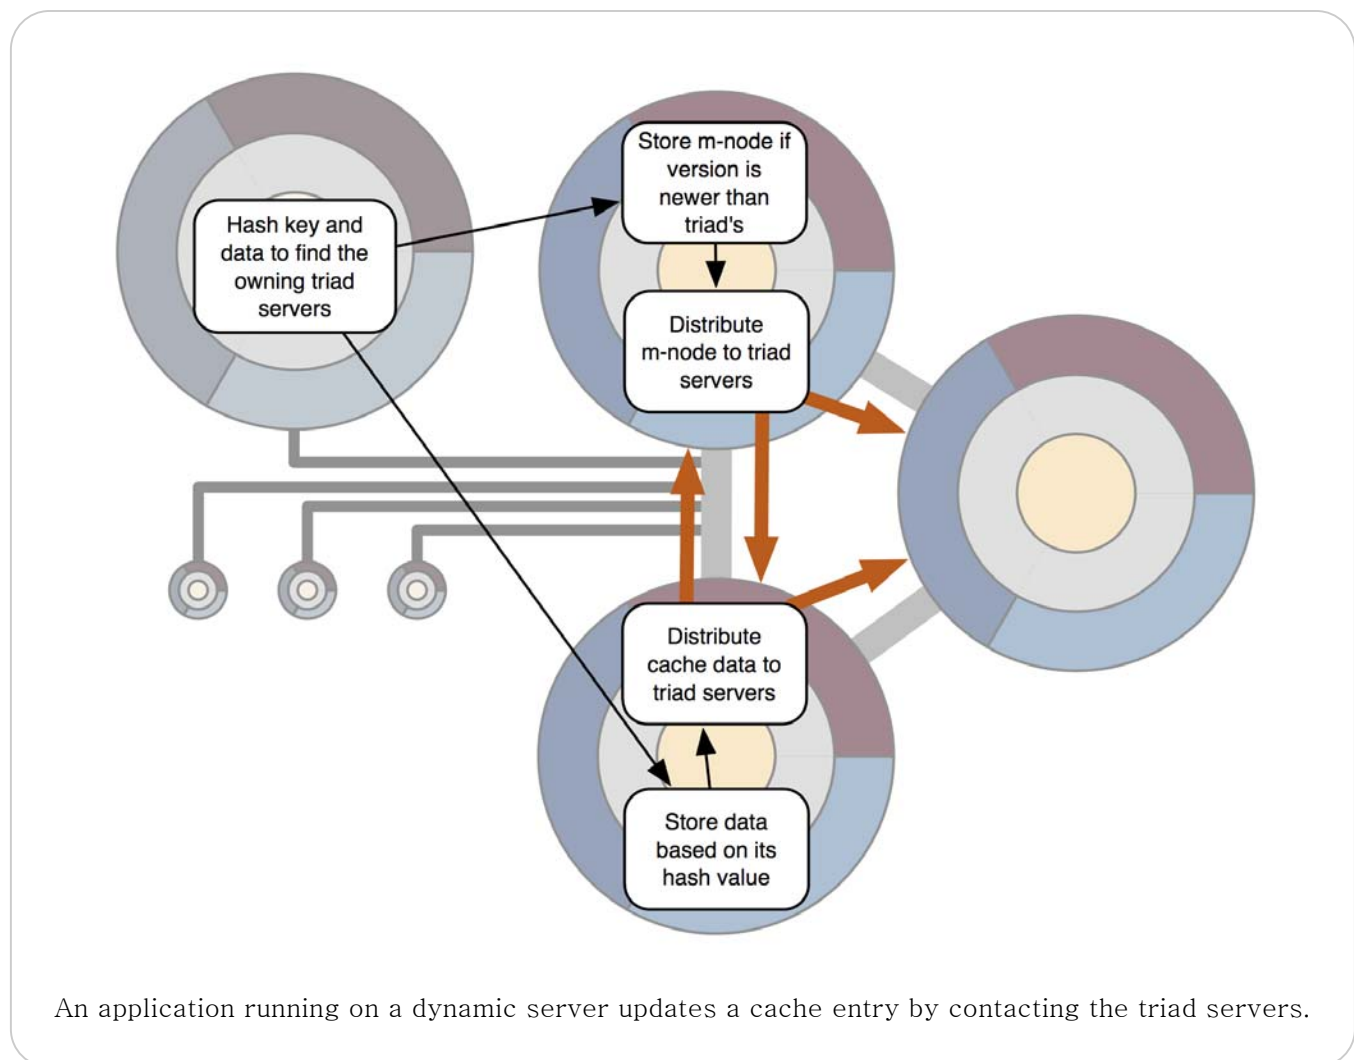 Hash key and
data to find the
owning triad
servers
Store m-node if
version is
newer than
triad's
Distribute
m-node to triad
servers
Distribute
cache data to
triad servers
Store data
based on its
hash value
An application running on a dynamic server updates a cache entry by contacting the triad servers.